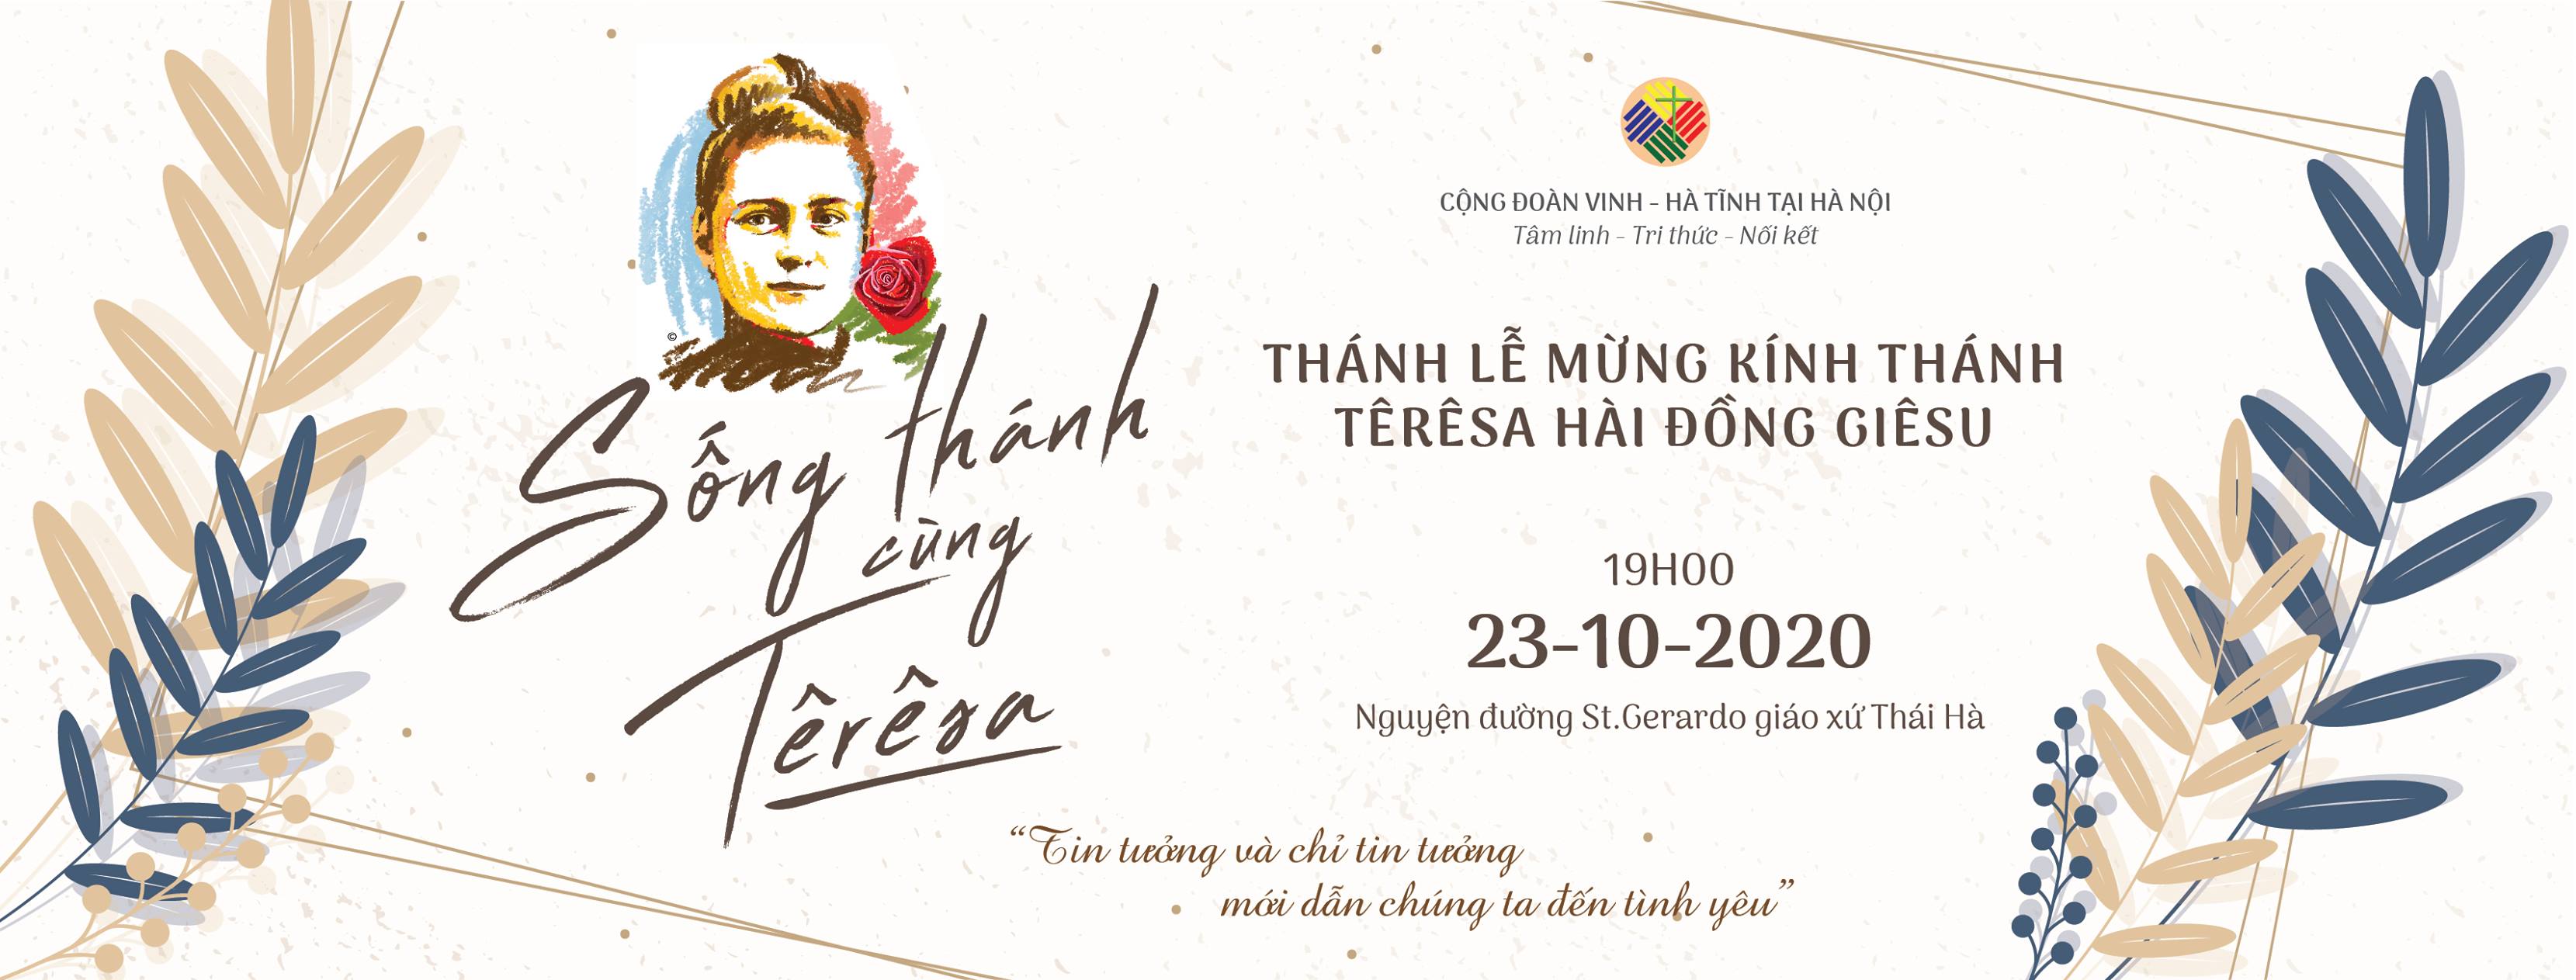 ©
Sống thánh
cùng
Têrêsa
CỘNG ĐOÀN VINH - HÀ TĨNH TẠI HÀ NỘI
Tâm linh - Tri thức - Nối kết
THÁNH LỄ MỪNG KÍNH THÁNH
TÊRÊSA HÀI ĐỒNG GIÊSU
19H00
23-10-2020
Nguyện đường St.Gerardo giáo xứ Thái Hà
“Tin tưởng và chỉ tin tưởng
mới dẫn chúng ta đến tình yêu”